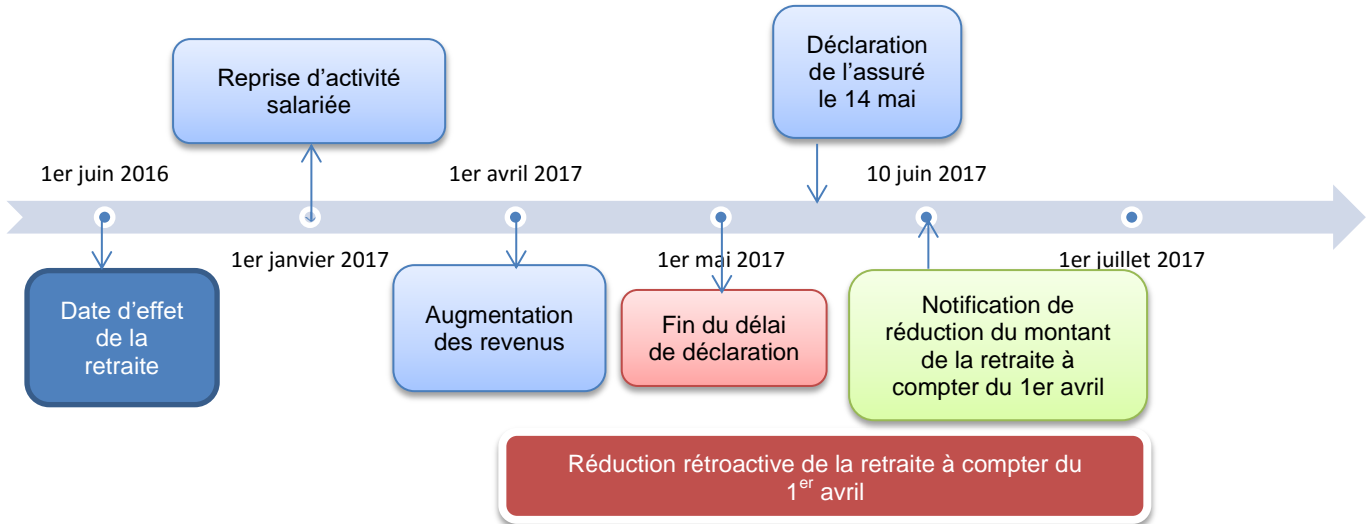 Reprise d'activité
salariée
Déclaration
de l'assuré
le 14 mai
1er juin 2016
1er avril 2017
10 juin 2017
1er janvier 2017
1er mai 2017
1er juillet 2017
Date d'effet
de la
retraite
Augmentation
des revenus
Fin du délai
de déclaration
Notification de
réduction du montant
de la retraite à
compter du 1er avril
Réduction rétroactive de la retraite à compter du
1er avril